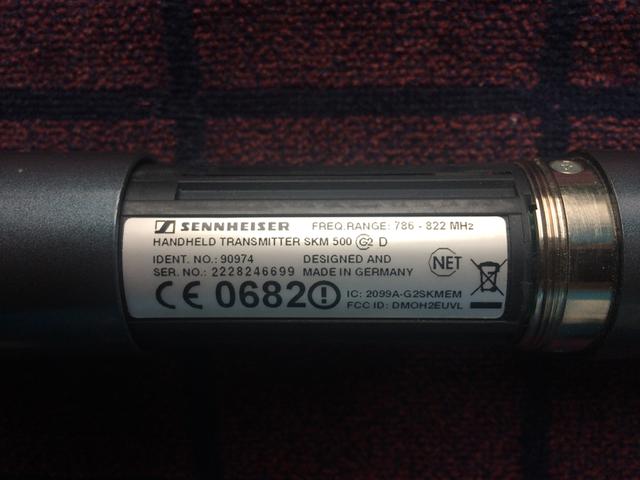 SENNHEISER FREQ.RANGE: 786 - 822 MHz
HANDHELD TRANSMITTER SKM 500 G2 D
IDENT. NO.: 90974 DESIGNED AND
SER. NO.: 2228246699 MADE IN GERMANY
NET
CE 0682
IC: 2099A-G2SKMEM
FCC ID: DMOH2EUVL